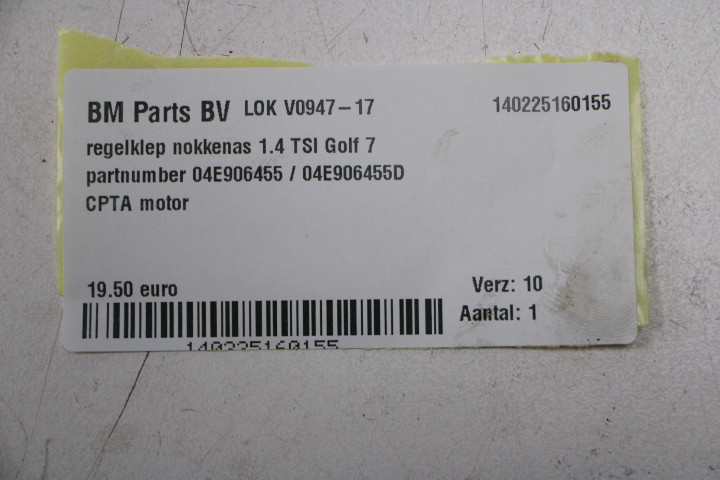 BM Parts BV LOK V0947-17 140225160155
regelklep nokkenas 1.4 TSI Golf 7
partnumber 04E906455 / 04E906455D
CPTA motor
19.50 euro Verz: 10
Aantal: 1
140225160155